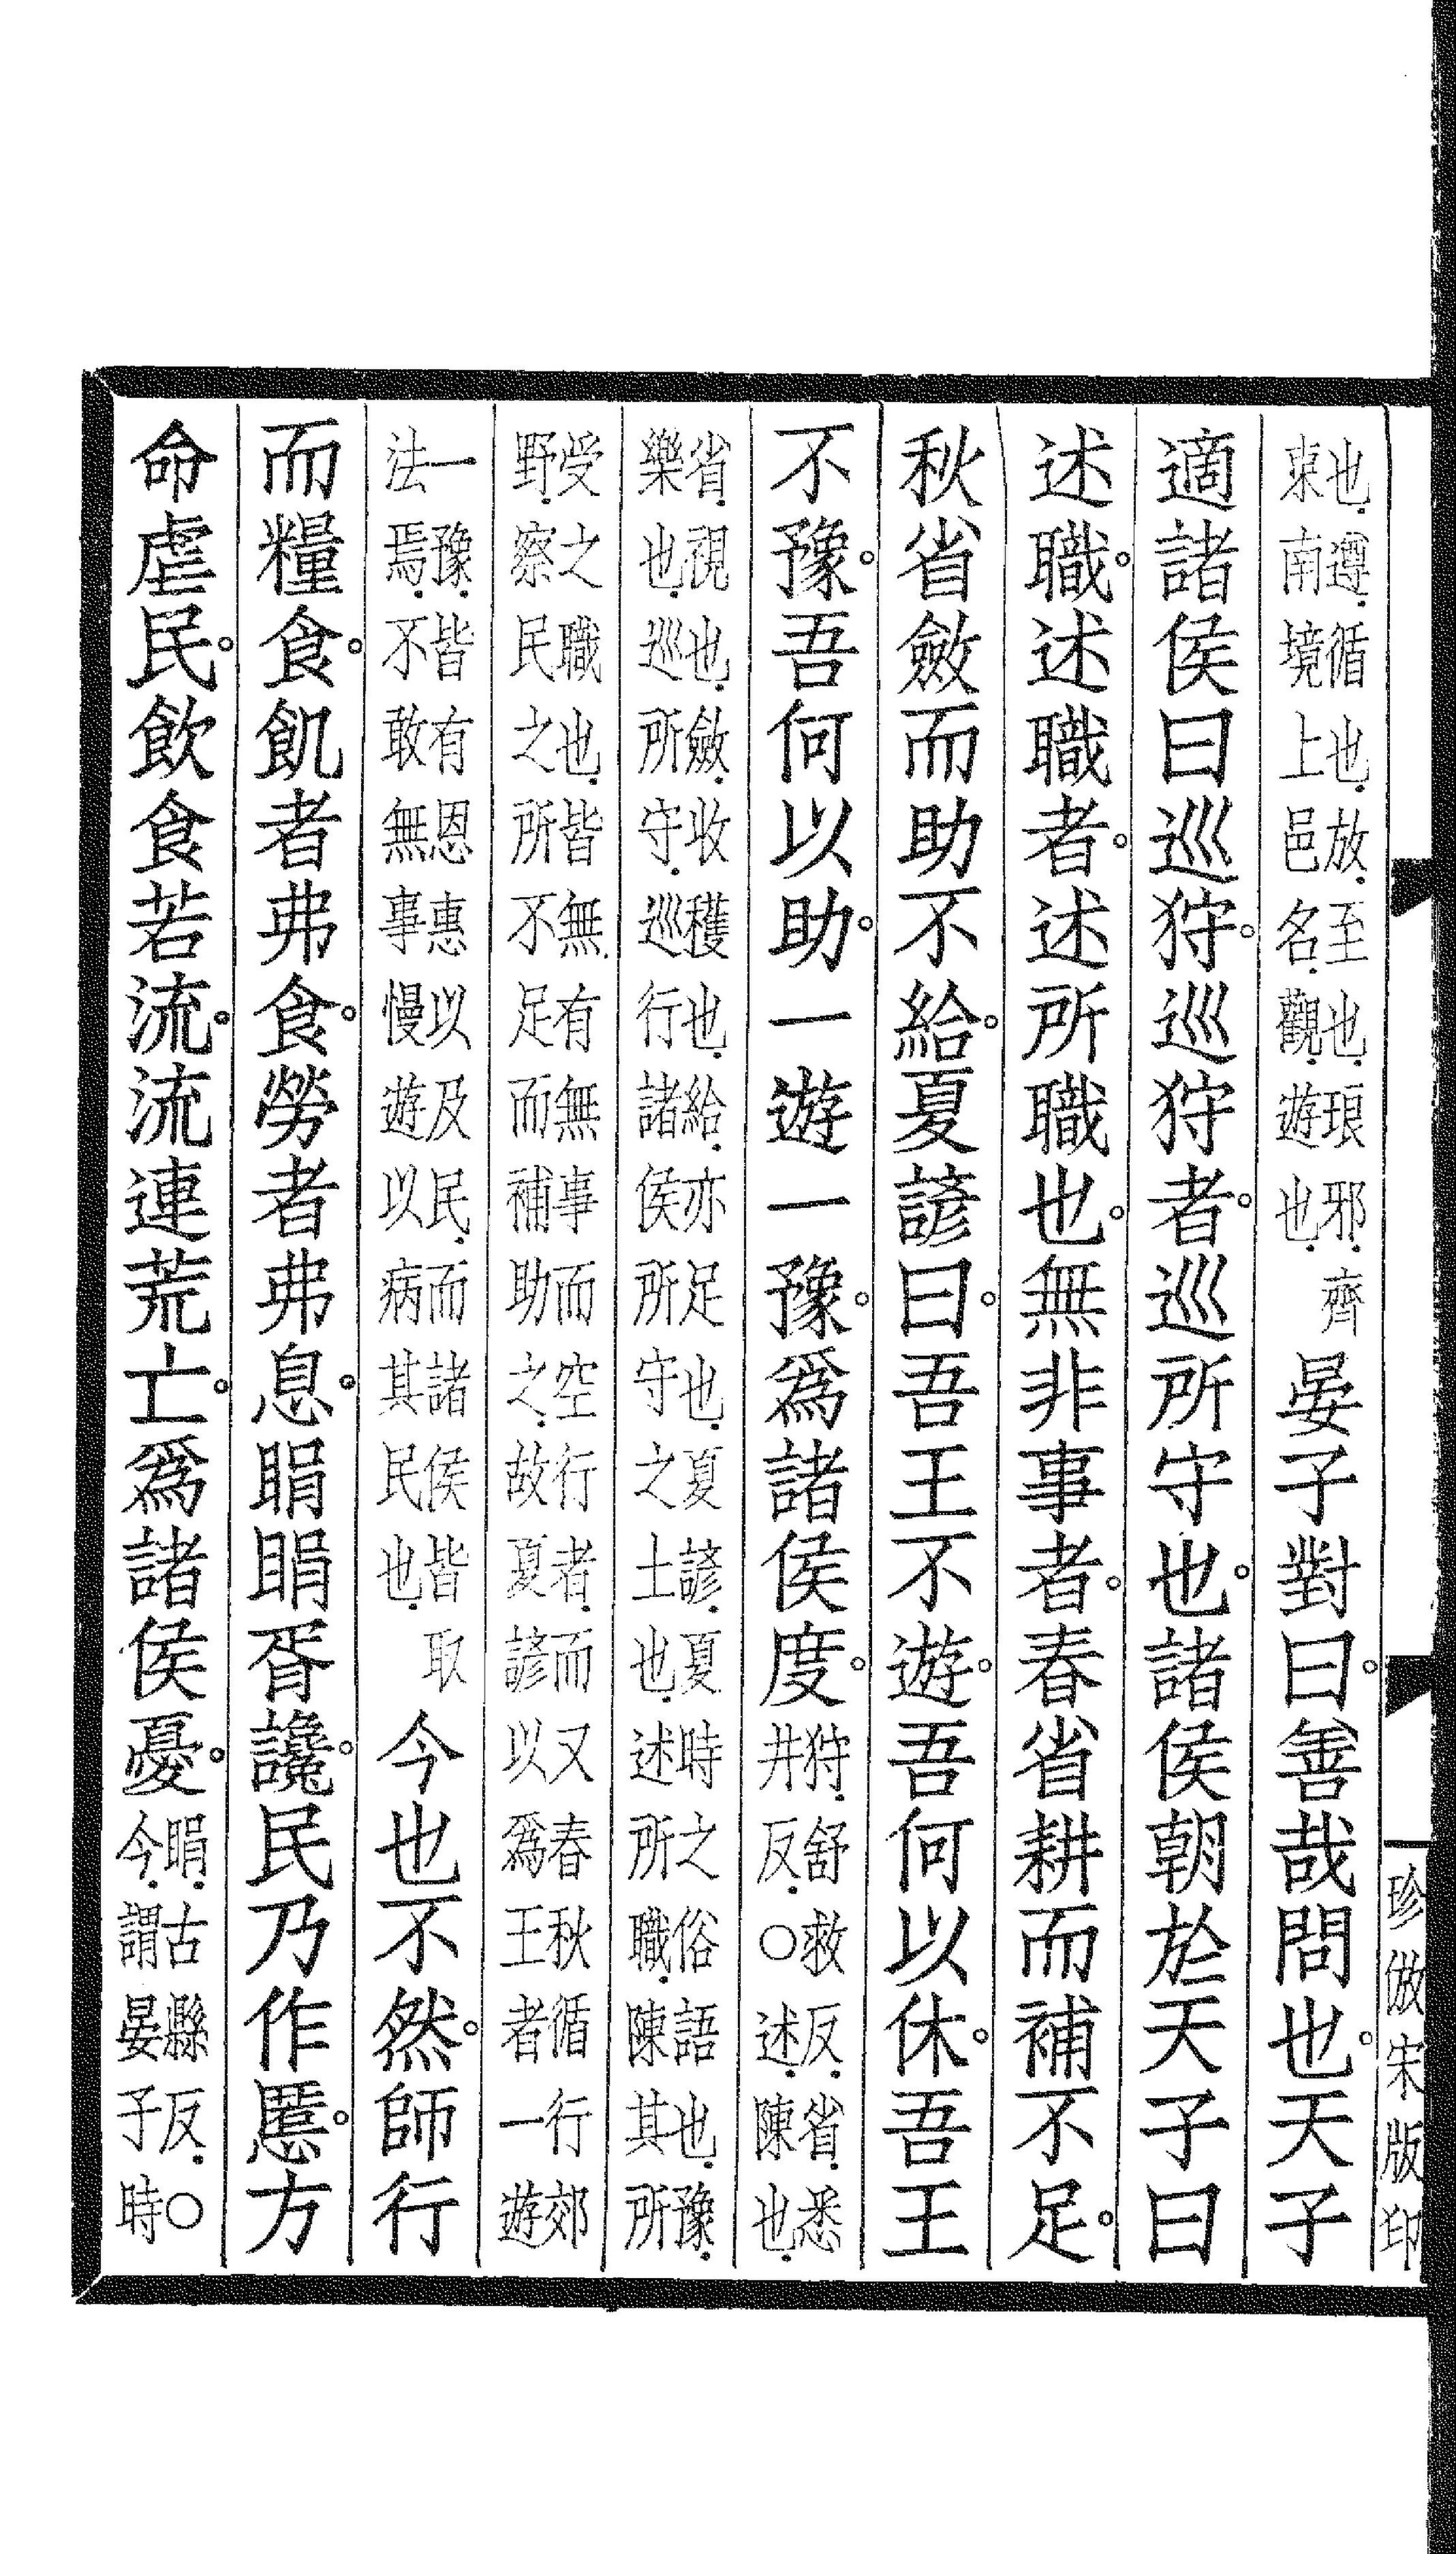 珍倣宋版印
也.遵.循也.放.至也.琅邪.齊東南境上邑名.觀.遊也.晏子對曰。善哉問也。天子
適諸侯曰巡狩。巡狩者。巡所守也。諸侯朝於天子曰
述職。述職者。述所職也。無非事者。春省耕而補不足。
秋省斂而助不給。夏諺曰。吾王不遊。吾何以休。吾王
不豫。吾何以助。一遊一豫。爲諸侯度。狩.舒救反.省.悉井反.○述.陳也.
省.視也.斂.收穫也.給.亦足也.夏諺.夏時之俗語也.豫.樂也.巡所守.巡行諸侯所守之土也.述所職.陳其所
受之職也.皆無有無事而空行者.而又春秋循行郊野.察民之所不足而補助之.故夏諺以爲王者一遊
一豫.皆有恩惠以及民.而諸侯皆取法焉.不敢無事慢遊以病其民也.今也不然。師行
而糧食。飢者弗食。勞者弗息。睊睊胥讒。民乃作慝。方
命虐民。飲食若流。流連荒亡。爲諸侯憂。睊.古縣反.○今.謂晏子時